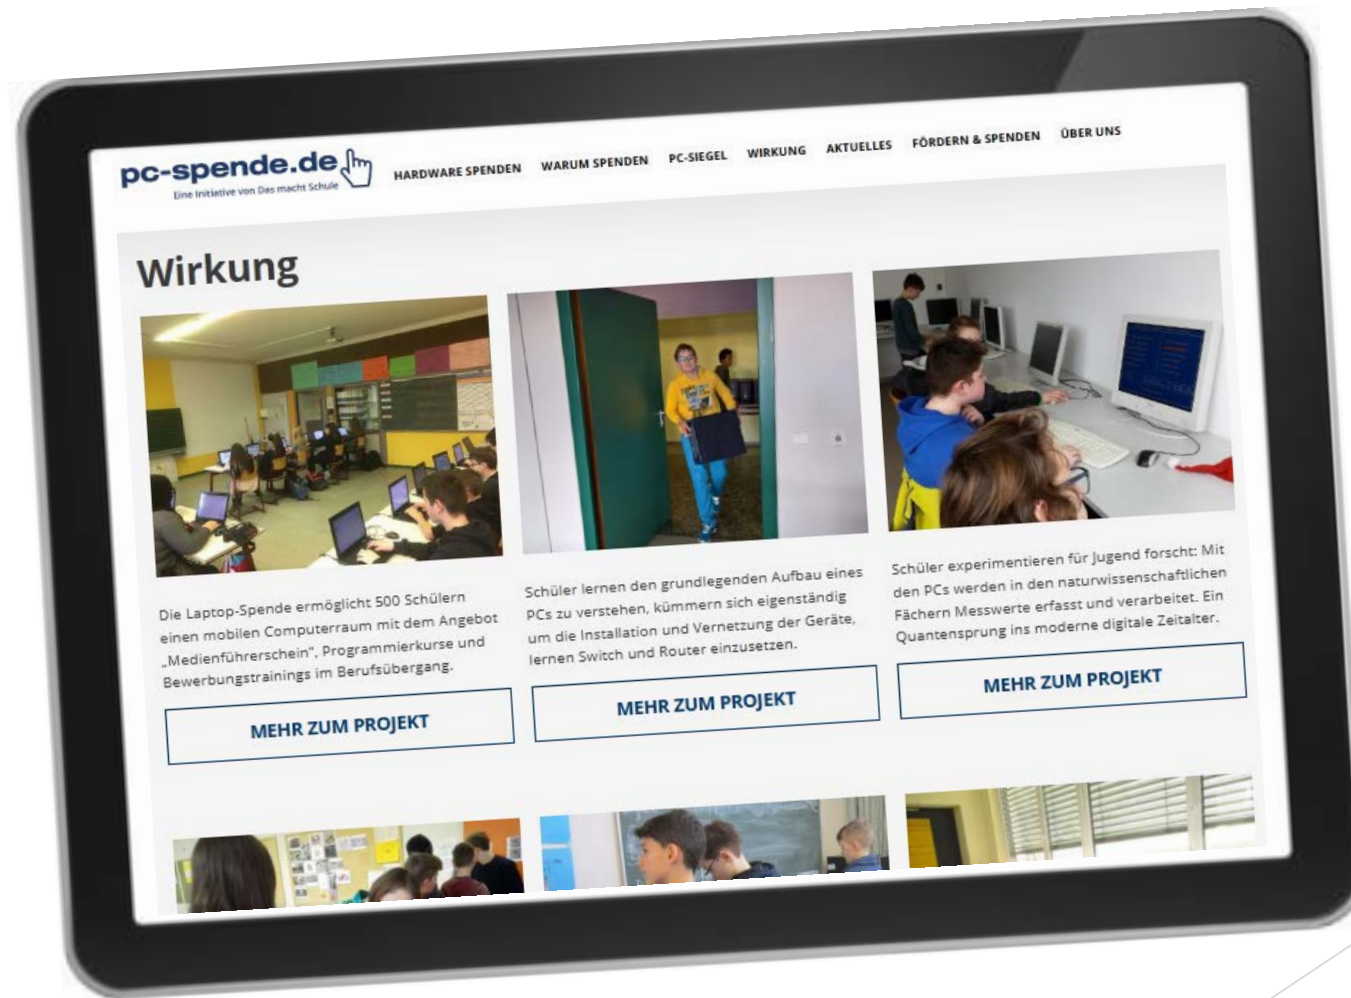 pc-spende.de
Eine Initiative von Das macht Schule
HARDWARE SPENDEN WARUM SPENDEN PC-SIEGEL WIRKUNG AKTUELLES FÖRDERN & SPENDEN ÜBER UNS
Wirkung
Die Laptop-Spende ermöglicht 500 Schülern
einen mobilen Computerraum mit dem Angebot
„Medienführerschein", Programmierkurse und
Bewerbungstrainings im Berufsübergang.
MEHR ZUM PROJEKT
Schüler lernen den grundlegenden Aufbau eines
PCs zu verstehen, kümmern sich eigenständig
um die Installation und Vernetzung der Geräte,
lernen Switch und Router einzusetzen.
MEHR ZUM PROJEKT
Schüler experimentieren für Jugend forscht: Mit
den PCs werden in den naturwissenschaftlichen
Fächern Messwerte erfasst und verarbeitet. Ein
Quantensprung ins moderne digitale Zeitalter.
MEHR ZUM PROJEKT